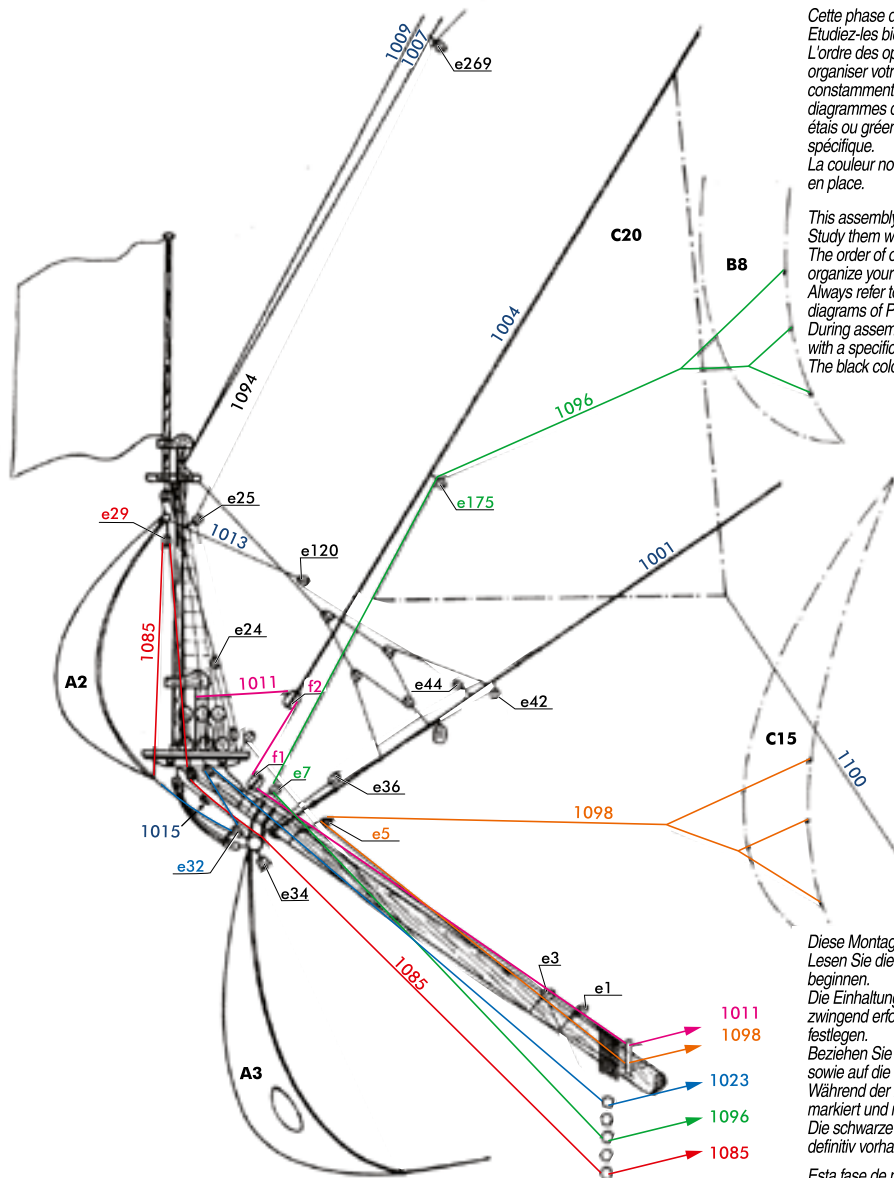 1009
1007
e269
C20
B8
1004
1094
1096
e175
e25
e29
1013
e120
1001
1085
e24
A2
1011
f2
e44
e42
C15
f1
e7
e36
1100
1098
e5
1015
e32
e34
1085
e3
e1
A3
1011
1098
1023
1096
1085
Cette phase d
Etudiez-les bie
L'ordre des op
organiser votr
constamment
diagrammes d
étais ou gréer
spécifique.
La couleur no
en place.
This assembly
Study them w
The order of o
organize your
Always refer to
diagrams of P
During assem
with a specific
The black colo
Diese Montag
Lesen Sie die
beginnen.
Die Einhaltung
zwingend erfo
festlegen.
Beziehen Sie
sowie auf die
Während der
markiert und n
Die schwarze
definitiv vorha
Esta fase de m